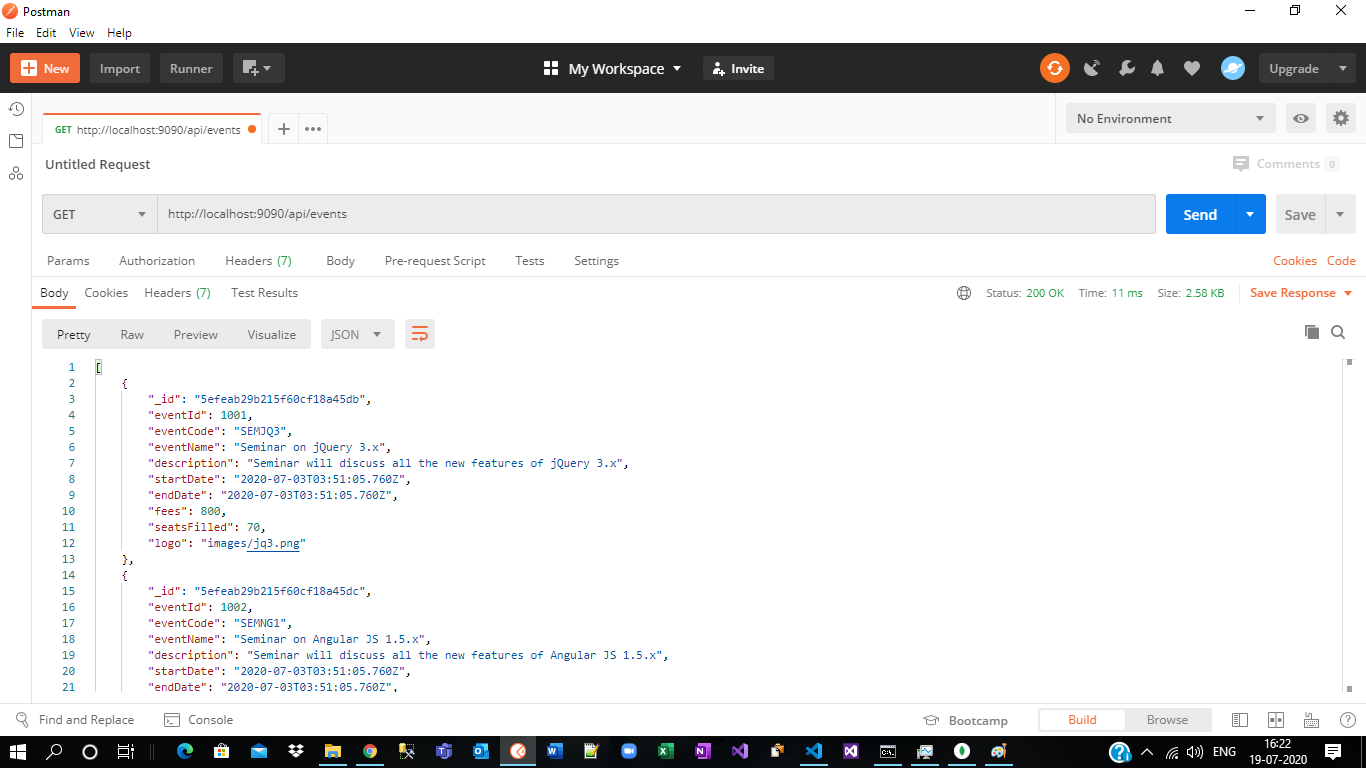 Postman
File Edit View Help
New Import Runner My Workspace Invite Upgrade
GET http://localhost:9090/api/events No Environment
Untitled Request Comments 0
GET http://localhost:9090/api/events Send Save
Params Authorization Headers (7) Body Pre-request Script Tests Settings Cookies Code
Body Cookies Headers (7) Test Results Status: 200 OK Time: 11 ms Size: 2.58 KB Save Response
Pretty Raw Preview Visualize JSON
1 [
2 {
3 "_id": "5efeab29b215f60cf18a45db",
4 "eventId": 1001,
5 "eventCode": "SEMJQ3",
6 "eventName": "Seminar on jQuery 3.x",
7 "description": "Seminar will discuss all the new features of jQuery 3.x",
8 "startDate": "2020-07-03T03:51:05.760Z",
9 "endDate": "2020-07-03T03:51:05.760Z",
10 "fees": 800,
11 "seatsFilled": 70,
12 "logo": "images/jq3.png"
13 },
14 {
15 "_id": "5efeab29b215f60cf18a45dc",
16 "eventId": 1002,
17 "eventCode": "SEMNG1",
18 "eventName": "Seminar on Angular JS 1.5.x",
19 "description": "Seminar will discuss all the new features of Angular JS 1.5.x",
20 "startDate": "2020-07-03T03:51:05.760Z",
21 "endDate": "2020-07-03T03:51:05.760Z",
Find and Replace Console Bootcamp Build Browse
ENG 16:22
19-07-2020